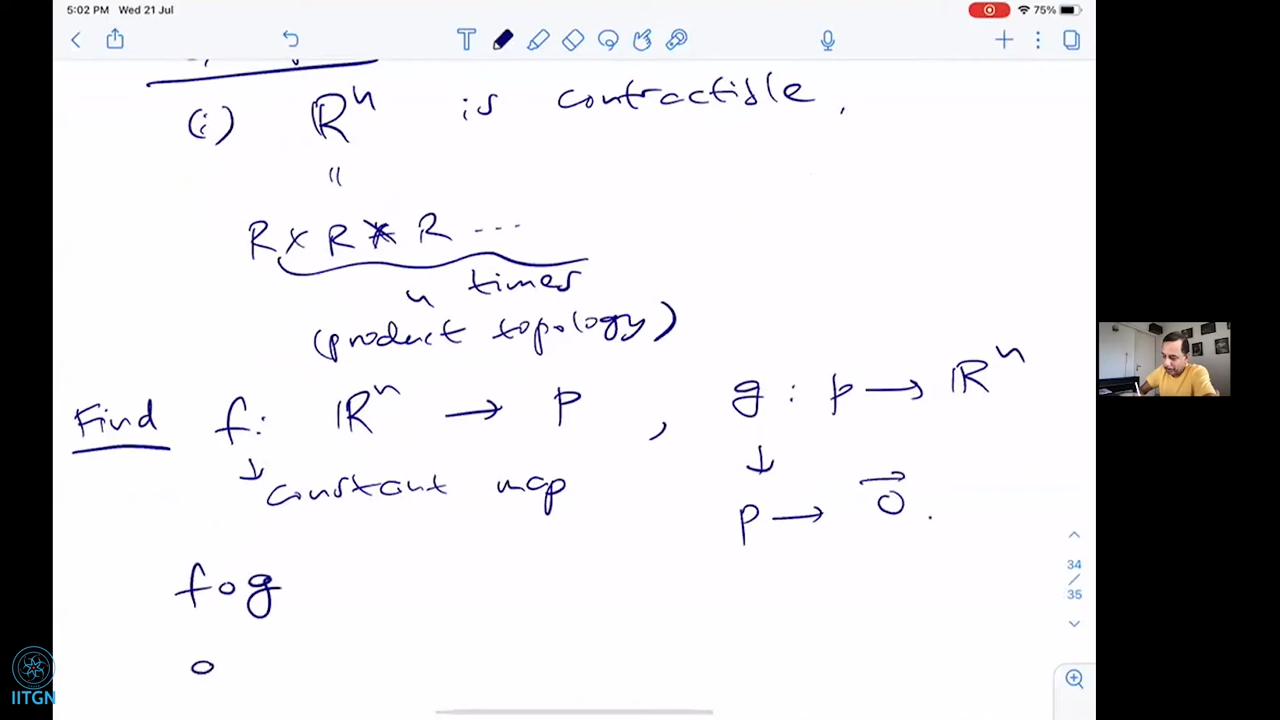 5:02 PM Wed 21 Jul
75%
(i) ℝⁿ is contractible.
"
R × R × R ---
n times
(product topology)
Find f: ℝⁿ → p , g : p → ℝⁿ
↓ constant map ↓
p → 0⃗ .
f∘g
34
/
35
IITGN